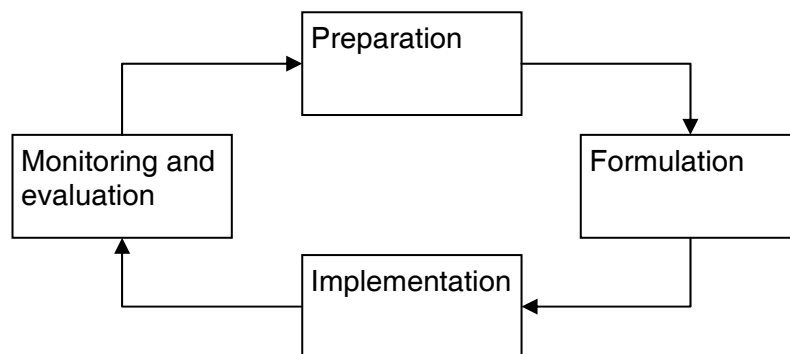 Preparation
Monitoring and
evaluation
Formulation
Implementation